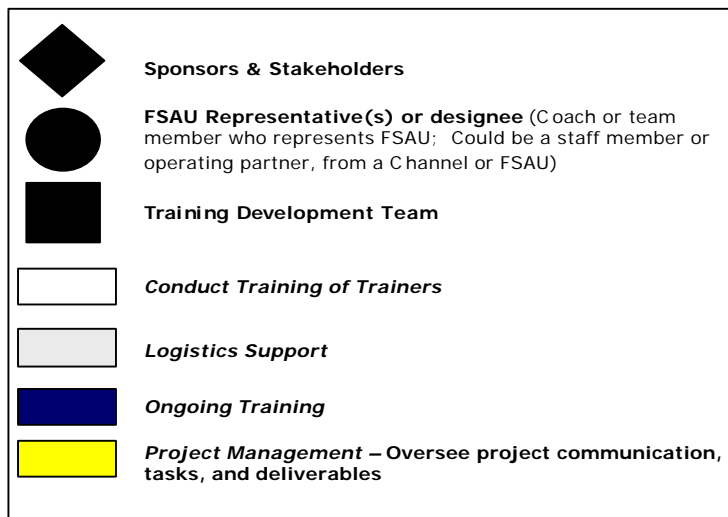 Sponsors & Stakeholders
FSAU Representative(s) or designee (Coach or team
member who represents FSAU; Could be a staff member or
operating partner, from a Channel or FSAU)
Training Development Team
Conduct Training of Trainers
Logistics Support
Ongoing Training
Project Management – Oversee project communication,
tasks, and deliverables